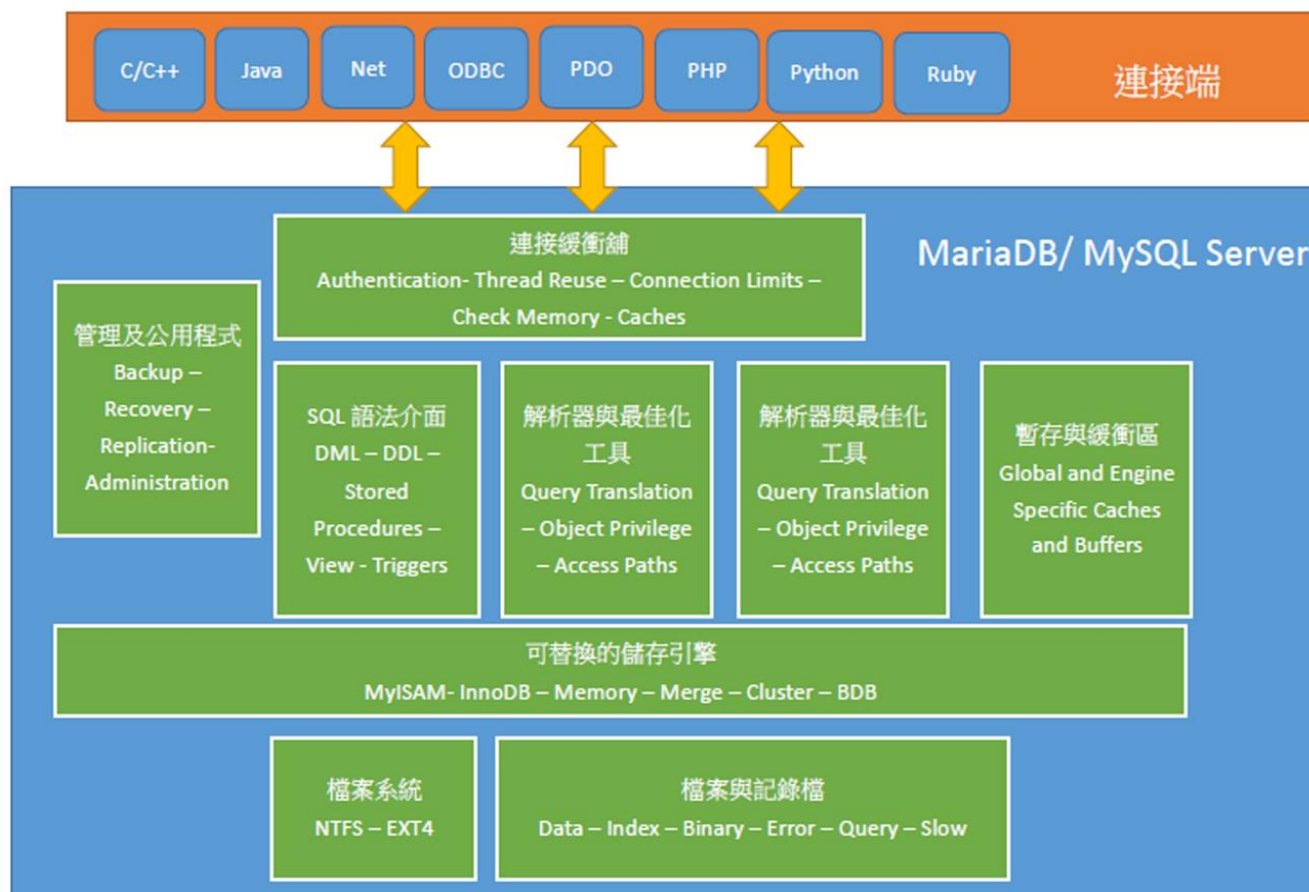 C/C++
Java
Net
ODBC
PDO
PHP
Python
Ruby
連接端
MariaDB/ MySQL Server
連接緩衝舖
Authentication- Thread Reuse – Connection Limits –
Check Memory - Caches
管理及公用程式
Backup –
Recovery –
Replication-
Administration
SQL 語法介面
DML – DDL –
Stored
Procedures –
View - Triggers
解析器與最佳化
工具
Query Translation
– Object Privilege
– Access Paths
解析器與最佳化
工具
Query Translation
– Object Privilege
– Access Paths
暫存與緩衝區
Global and Engine
Specific Caches
and Buffers
可替換的儲存引擎
MyISAM- InnoDB – Memory – Merge – Cluster – BDB
檔案系統
NTFS – EXT4
檔案與記錄檔
Data – Index – Binary – Error – Query – Slow